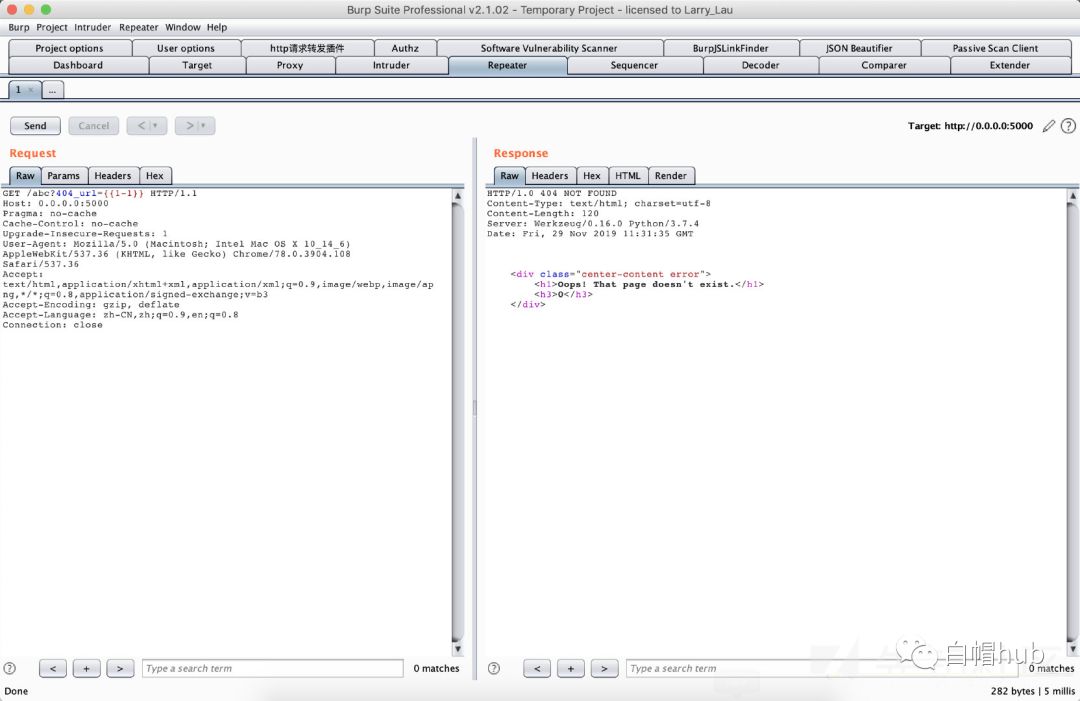 Burp Suite Professional v2.1.02 - Temporary Project - licensed to Larry_Lau
Burp Project Intruder Repeater Window Help
Project options User options http请求转发插件 Authz Software Vulnerability Scanner BurpJSLinkFinder JSON Beautifier Passive Scan Client
Dashboard Target Proxy Intruder Repeater Sequencer Decoder Comparer Extender
1 × ...
Send Cancel < | ▾ > | ▾ Target: http://0.0.0.0:5000 ?
Request
Raw Params Headers Hex
GET /abc?404_url={{1-1}} HTTP/1.1
Host: 0.0.0.0:5000
Pragma: no-cache
Cache-Control: no-cache
Upgrade-Insecure-Requests: 1
User-Agent: Mozilla/5.0 (Macintosh; Intel Mac OS X 10_14_6)
AppleWebKit/537.36 (KHTML, like Gecko) Chrome/78.0.3904.108
Safari/537.36
Accept:
text/html,application/xhtml+xml,application/xml;q=0.9,image/webp,image/ap
ng,*/*;q=0.8,application/signed-exchange;v=b3
Accept-Encoding: gzip, deflate
Accept-Language: zh-CN,zh;q=0.9,en;q=0.8
Connection: close
Response
Raw Headers Hex HTML Render
HTTP/1.0 404 NOT FOUND
Content-Type: text/html; charset=utf-8
Content-Length: 120
Server: Werkzeug/0.16.0 Python/3.7.4
Date: Fri, 29 Nov 2019 11:31:35 GMT
<div class="center-content error">
<h1>Oops! That page doesn't exist.</h1>
<h3>0</h3>
</div>
? < + > Type a search term 0 matches
? < + > Type a search term 0 matches
白帽hub
Done
282 bytes | 5 millis